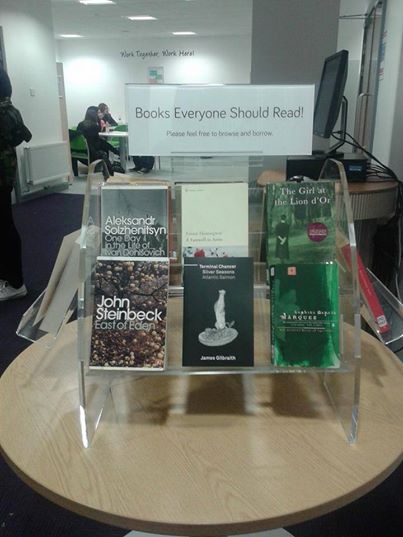 Work Together, Work Here!
Books Everyone Should Read!
Please feel free to browse and borrow.
Aleksandr
Solzhenitsyn
One Day
in the Life of
Ivan Denisovich
Ernest Hemingway
A Farewell to Arms
The Girl at
the Lion d'Or
John
Steinbeck
East of Eden
Terminal Chancer
Silver Seasons
Atlantic Salmon
James Gilbraith
MÁRQUEZ